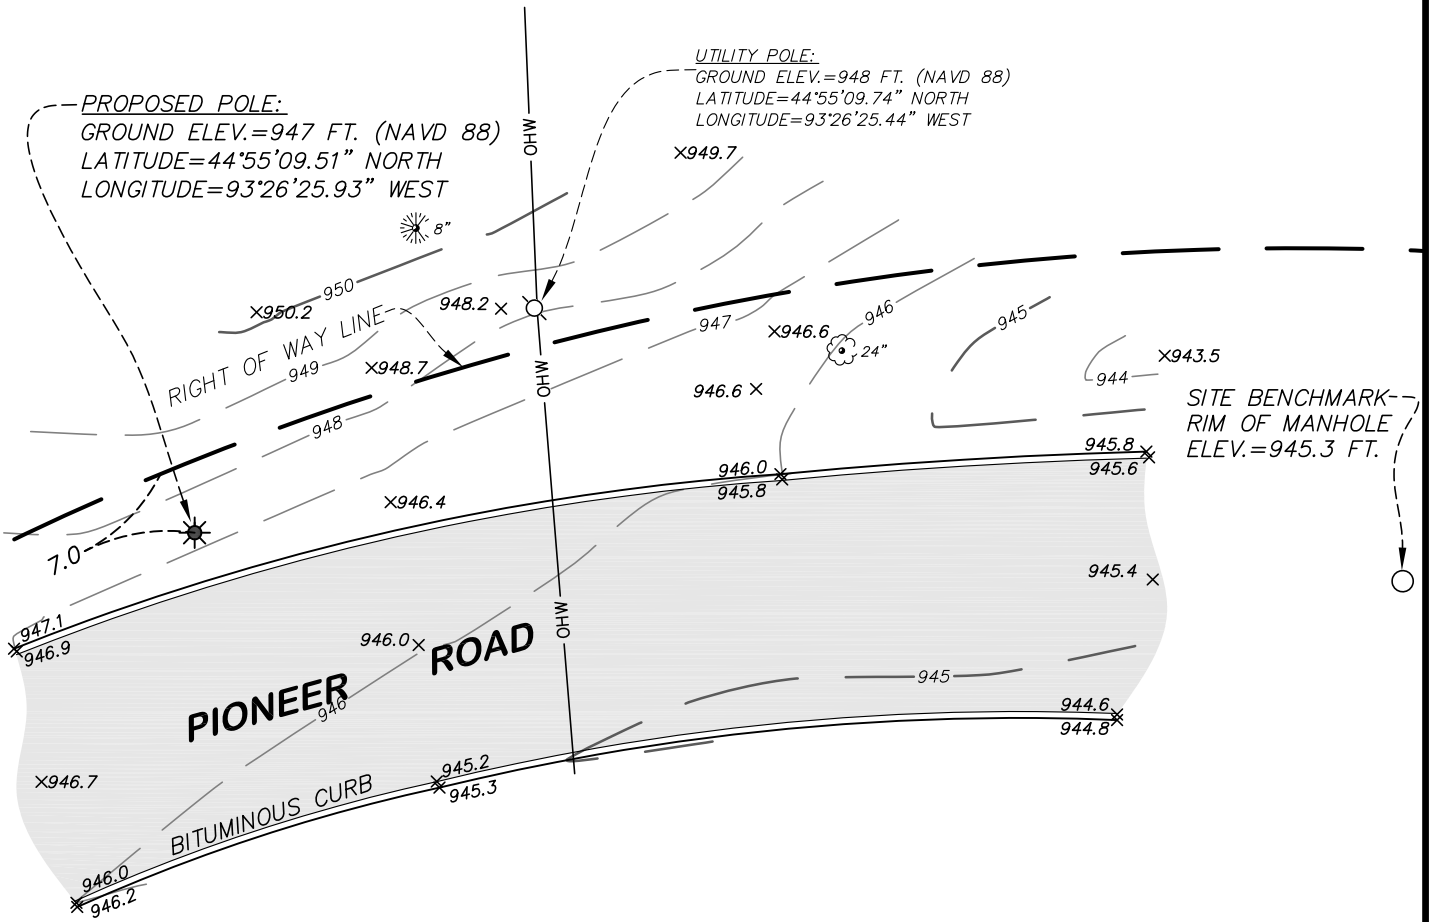 UTILITY POLE:
GROUND ELEV.=948 FT. (NAVD 88)
LATITUDE=44°55'09.74" NORTH
LONGITUDE=93°26'25.44" WEST
PROPOSED POLE:
GROUND ELEV.=947 FT. (NAVD 88)
LATITUDE=44°55'09.51" NORTH
LONGITUDE=93°26'25.93" WEST
OHW
949.7
8"
950
950.2
948.2
RIGHT OF WAY LINE
947
946
945
946.6
24"
949
948.7
OHW
946.6
944
943.5
SITE BENCHMARK
RIM OF MANHOLE
ELEV.=945.3 FT.
948
945.8
945.6
946.0
945.8
946.4
7.0
945.4
OHW
947.1
946.9
946.0
PIONEER ROAD
946
945
944.6
944.8
946.7
945.2
945.3
BITUMINOUS CURB
946.0
946.2